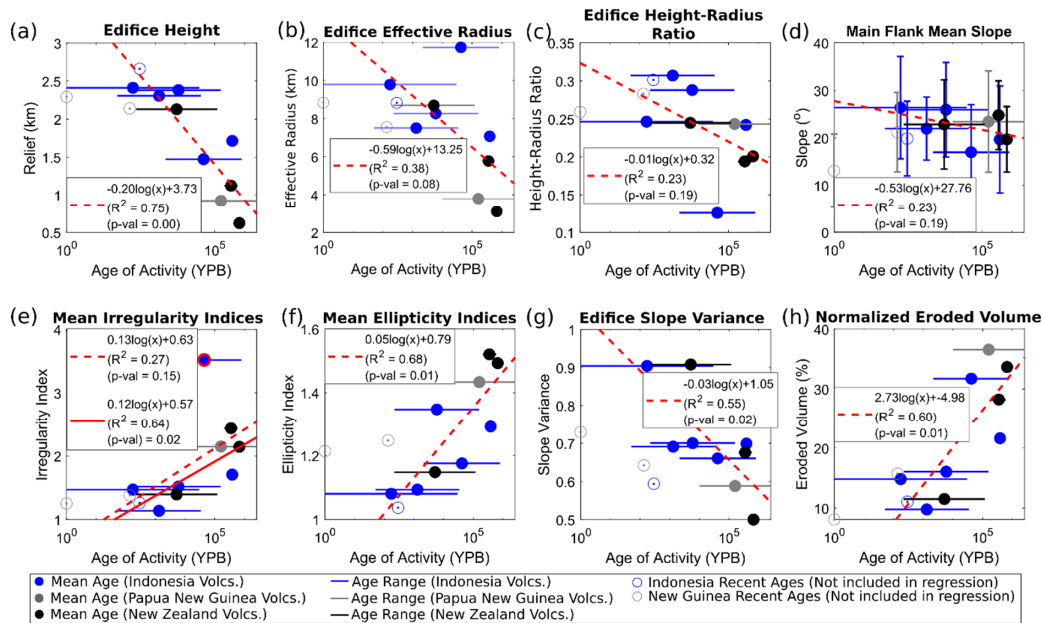 (a)
Edifice Height
Relief (km)
3
2.5
2
1.5
1
0.5
-0.20log(x)+3.73
(R² = 0.75)
(p-val = 0.00)
10⁰
10⁵
Age of Activity (YPB)
(b)
Edifice Effective Radius
Effective Radius (km)
12
10
8
6
4
2
-0.59log(x)+13.25
(R² = 0.38)
(p-val = 0.08)
10⁰
10⁵
Age of Activity (YPB)
(c)
Edifice Height-Radius
Ratio
Height-Radius Ratio
0.35
0.3
0.25
0.2
0.15
0.1
-0.01log(x)+0.32
(R² = 0.23)
(p-val = 0.19)
10⁰
10⁵
Age of Activity (YPB)
(d)
Main Flank Mean Slope
Slope (°)
40
30
20
10
0
-0.53log(x)+27.76
(R² = 0.23)
(p-val = 0.19)
10⁰
10⁵
Age of Activity (YPB)
(e)
Mean Irregularity Indices
Irregularity Index
4
3
2
1
0.13log(x)+0.63
(R² = 0.27)
(p-val = 0.15)
0.12log(x)+0.57
(R² = 0.64)
(p-val) = 0.02
10⁰
10⁵
Age of Activity (YPB)
(f)
Mean Ellipticity Indices
Ellipticity Index
1.6
1.4
1.2
1
0.05log(x)+0.79
(R² = 0.68)
(p-val = 0.01)
10⁰
10⁵
Age of Activity (YPB)
(g)
Edifice Slope Variance
Slope Variance
1
0.9
0.8
0.7
0.6
0.5
-0.03log(x)+1.05
(R² = 0.55)
(p-val = 0.02)
10⁰
10⁵
Age of Activity (YPB)
(h)
Normalized Eroded Volume
Eroded Volume (%)
40
30
20
10
2.73log(x)+-4.98
(R² = 0.60)
(p-val = 0.01)
10⁰
10⁵
Age of Activity (YPB)
Mean Age (Indonesia Volcs.)
Mean Age (Papua New Guinea Volcs.)
Mean Age (New Zealand Volcs.)
Age Range (Indonesia Volcs.)
Age Range (Papua New Guinea Volcs.)
Age Range (New Zealand Volcs.)
Indonesia Recent Ages (Not included in regression)
New Guinea Recent Ages (Not included in regression)